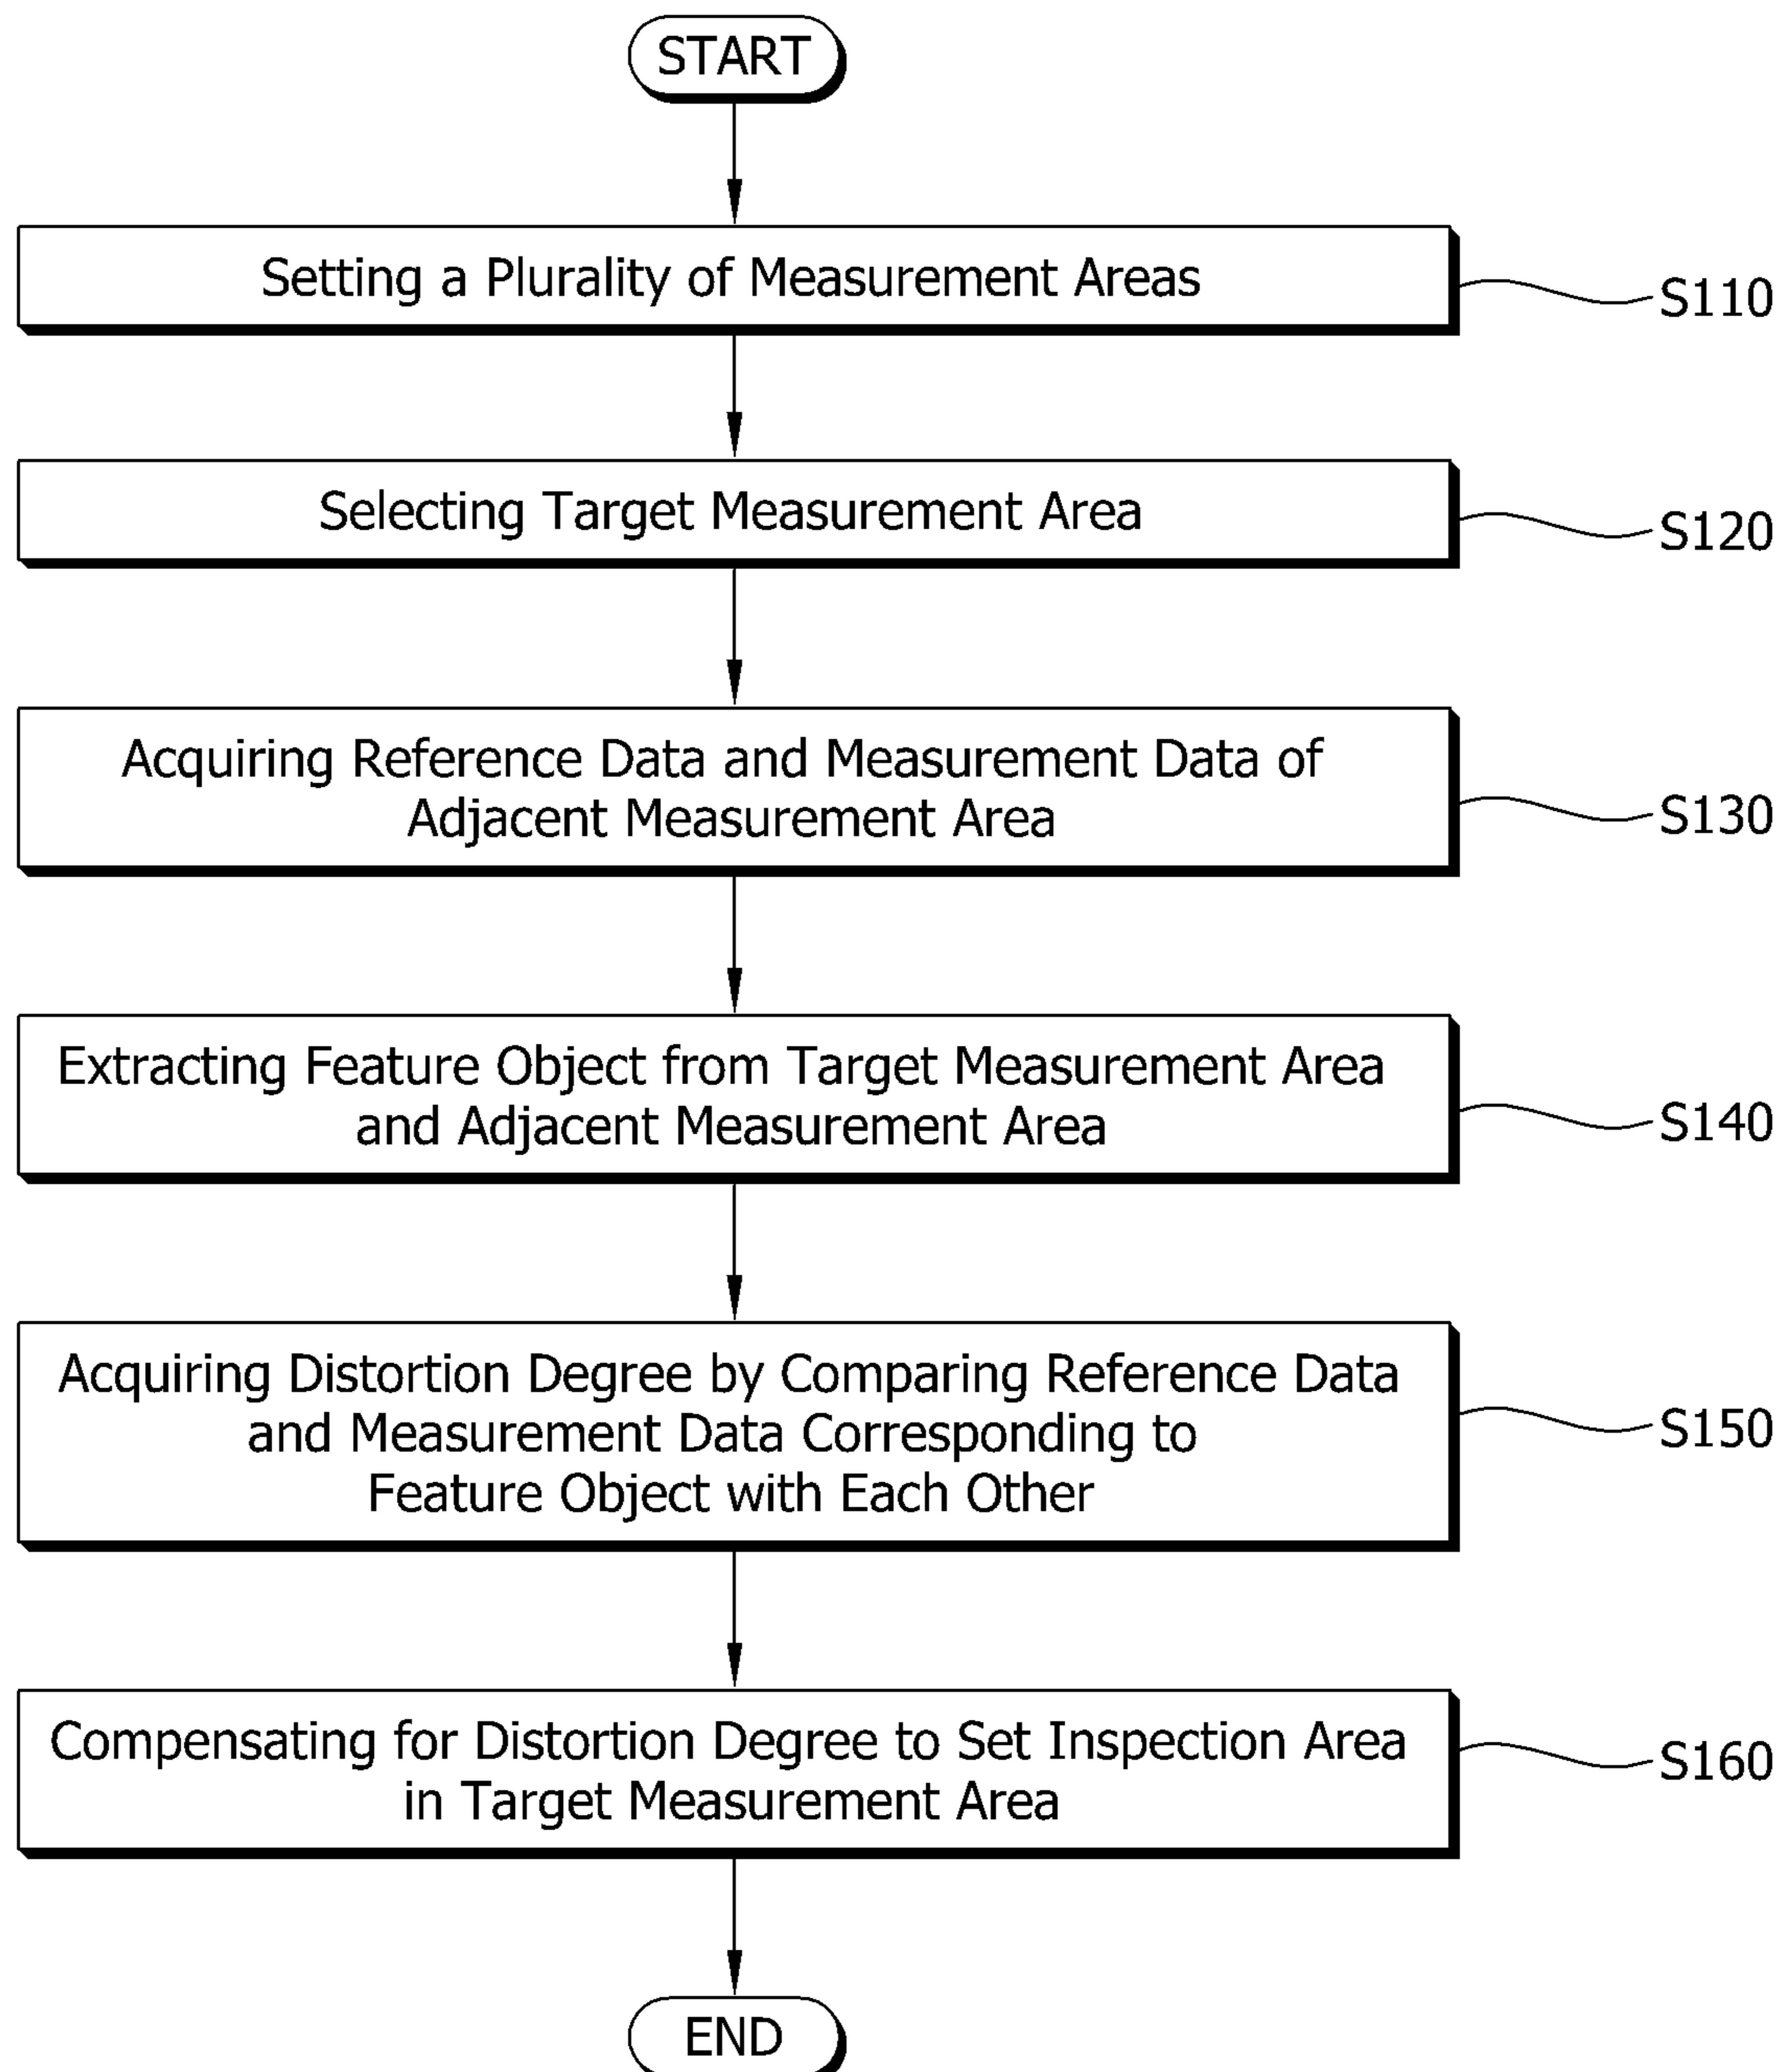 START
Setting a Plurality of Measurement Areas
S110
Selecting Target Measurement Area
S120
Acquiring Reference Data and Measurement Data of
Adjacent Measurement Area
S130
Extracting Feature Object from Target Measurement Area
and Adjacent Measurement Area
S140
Acquiring Distortion Degree by Comparing Reference Data
and Measurement Data Corresponding to
Feature Object with Each Other
S150
Compensating for Distortion Degree to Set Inspection Area
in Target Measurement Area
S160
END